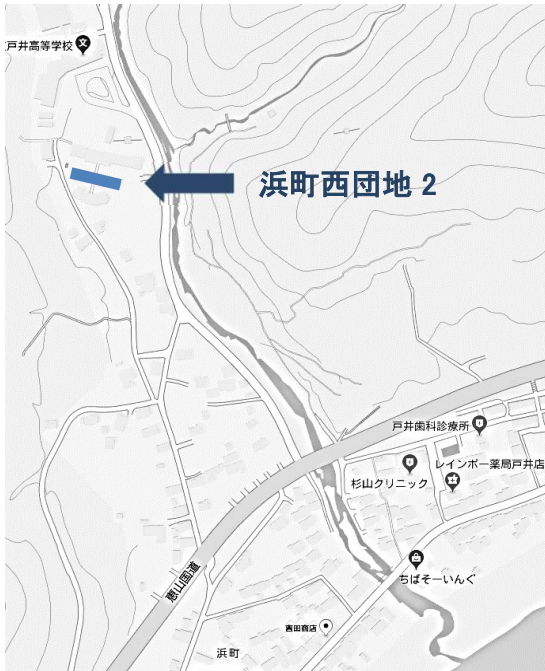 戸井高等学校
浜町西団地 2
戸井歯科診療所
杉山クリニック
レインボー薬局戸井店
恵山国道
ちばそーいんぐ
吉田商店
浜町